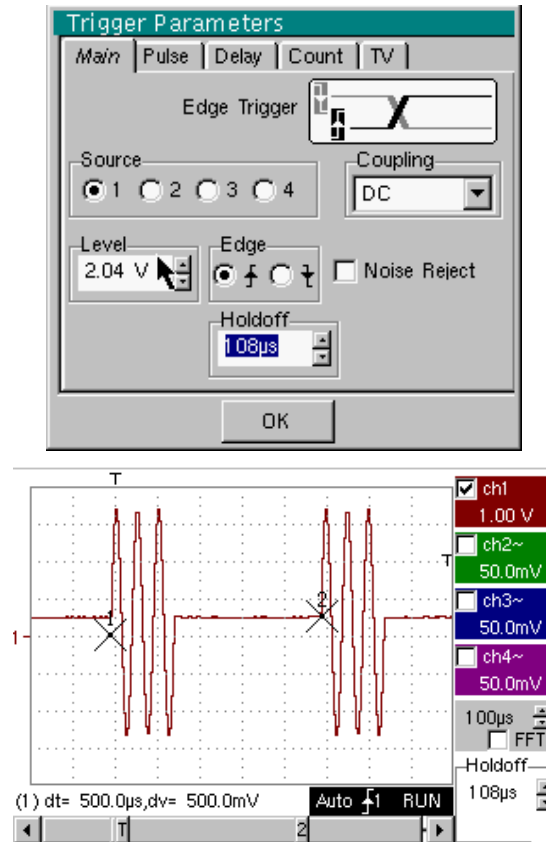 Trigger Parameters
Main Pulse Delay Count TV
Edge Trigger
Source Coupling
1 2 3 4 DC
Level Edge
2.04 V Noise Reject
Holdoff
108µs
OK
T
ch1
1.00 V
ch2~
50.0mV
T
ch3~
50.0mV
1 2
1
ch4~
50.0mV
100µs
FFT
Holdoff
108µs
(1) dt= 500.0µs,dv= 500.0mV Auto 1 RUN
T 2